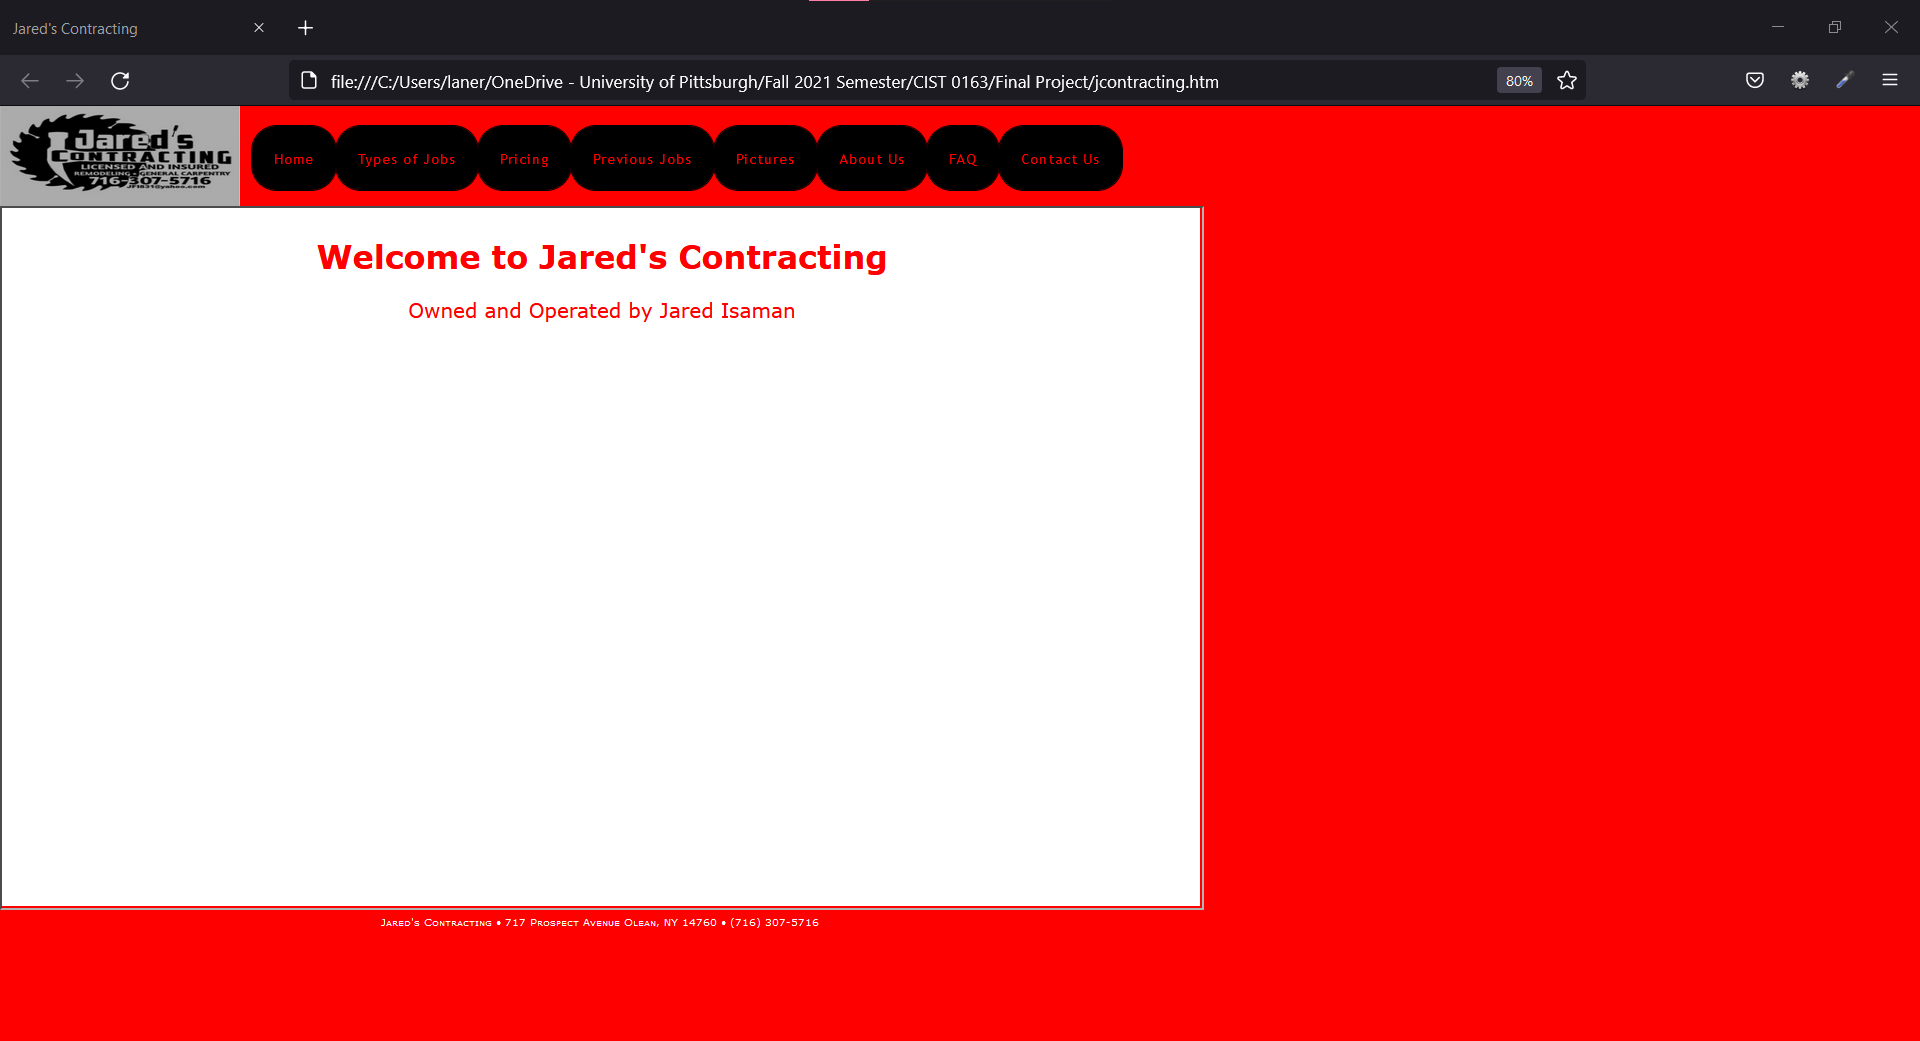 Jared's Contracting
file:///C:/Users/laner/OneDrive - University of Pittsburgh/Fall 2021 Semester/CIST 0163/Final Project/jcontracting.htm
80%
Jared's
CONTRACTING
LICENSED AND INSURED
REMODELING - GENERAL CARPENTRY
716-307-5716
JFI831@yahoo.com
Home Types of Jobs Pricing Previous Jobs Pictures About Us FAQ Contact Us
Welcome to Jared's Contracting
Owned and Operated by Jared Isaman
Jared's Contracting • 717 Prospect Avenue Olean, NY 14760 • (716) 307-5716